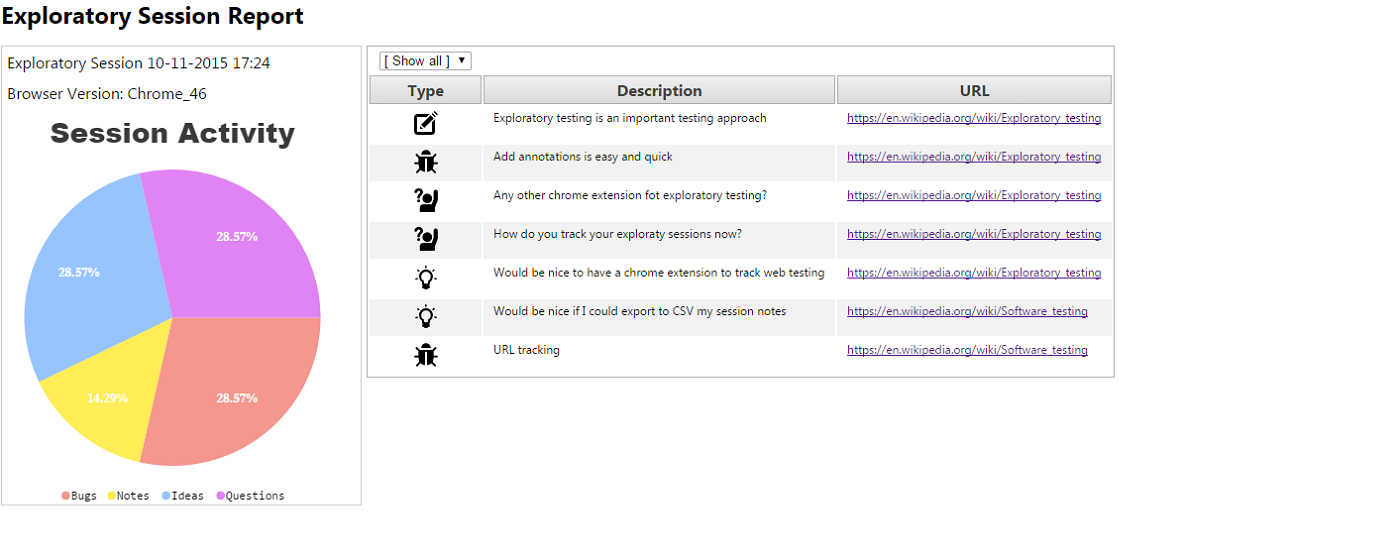 Exploratory Session Report
Exploratory Session 10-11-2015 17:24
Browser Version: Chrome_46
Session Activity
28.57%
28.57%
14.29%
28.57%
Bugs Notes Ideas Questions
[ Show all ]
Type Description URL
Exploratory testing is an important testing approach https://en.wikipedia.org/wiki/Exploratory_testing
Add annotations is easy and quick https://en.wikipedia.org/wiki/Exploratory_testing
Any other chrome extension fot exploratory testing? https://en.wikipedia.org/wiki/Exploratory_testing
How do you track your exploraty sessions now? https://en.wikipedia.org/wiki/Exploratory_testing
Would be nice to have a chrome extension to track web testing https://en.wikipedia.org/wiki/Exploratory_testing
Would be nice if I could export to CSV my session notes https://en.wikipedia.org/wiki/Software_testing
URL tracking https://en.wikipedia.org/wiki/Software_testing